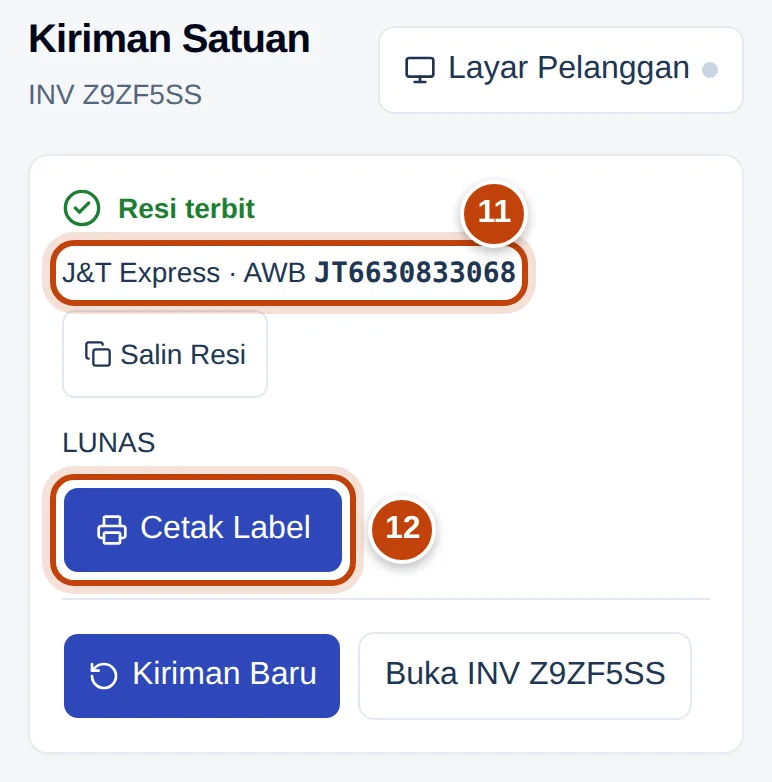 Kiriman Satuan
INV Z9ZF5SS
Layar Pelanggan
Resi terbit
11
J&T Express · AWB JT6630833068
Salin Resi
LUNAS
Cetak Label
12
Kiriman Baru
Buka INV Z9ZF5SS